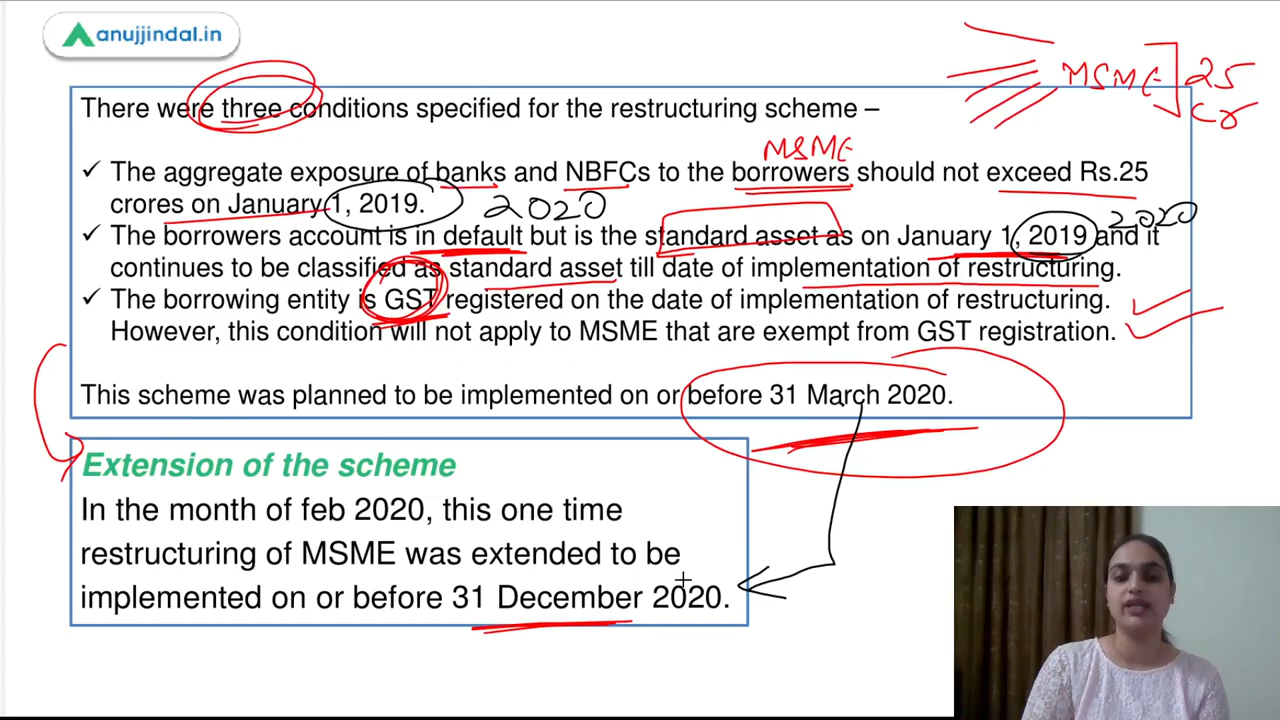 anujjindal.in
MSME 25
Cr
There were three conditions specified for the restructuring scheme –
MSME
✓ The aggregate exposure of banks and NBFCs to the borrowers should not exceed Rs.25
crores on January 1, 2019. 2020
2020
✓ The borrowers account is in default but is the standard asset as on January 1, 2019 and it
continues to be classified as standard asset till date of implementation of restructuring.
✓ The borrowing entity is GST registered on the date of implementation of restructuring.
However, this condition will not apply to MSME that are exempt from GST registration.
This scheme was planned to be implemented on or before 31 March 2020.
Extension of the scheme
In the month of feb 2020, this one time
restructuring of MSME was extended to be
implemented on or before 31 December 2020.